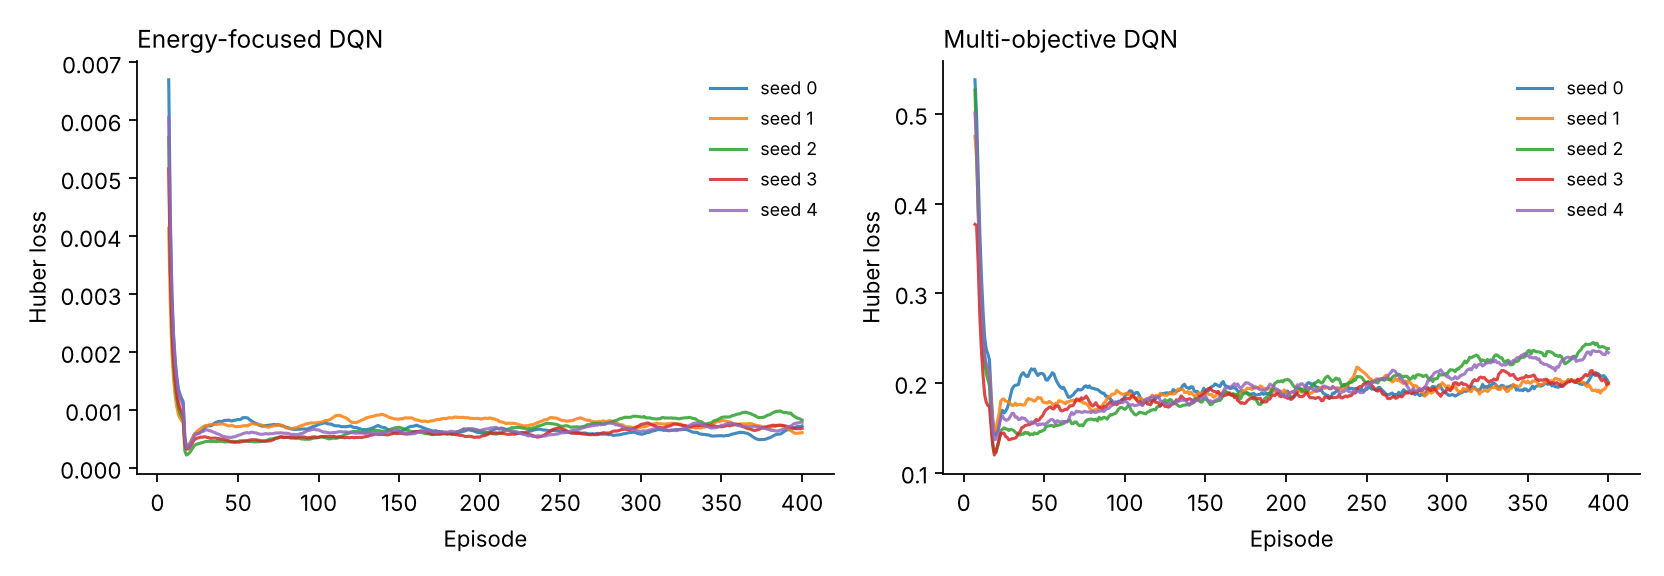 Energy-focused DQN
0.007
0.006
0.005
0.004
0.003
0.002
0.001
0.000
Huber loss
seed 0
seed 1
seed 2
seed 3
seed 4
0 50 100 150 200 250 300 350 400
Episode
Multi-objective DQN
0.5
0.4
0.3
0.2
0.1
Huber loss
seed 0
seed 1
seed 2
seed 3
seed 4
0 50 100 150 200 250 300 350 400
Episode